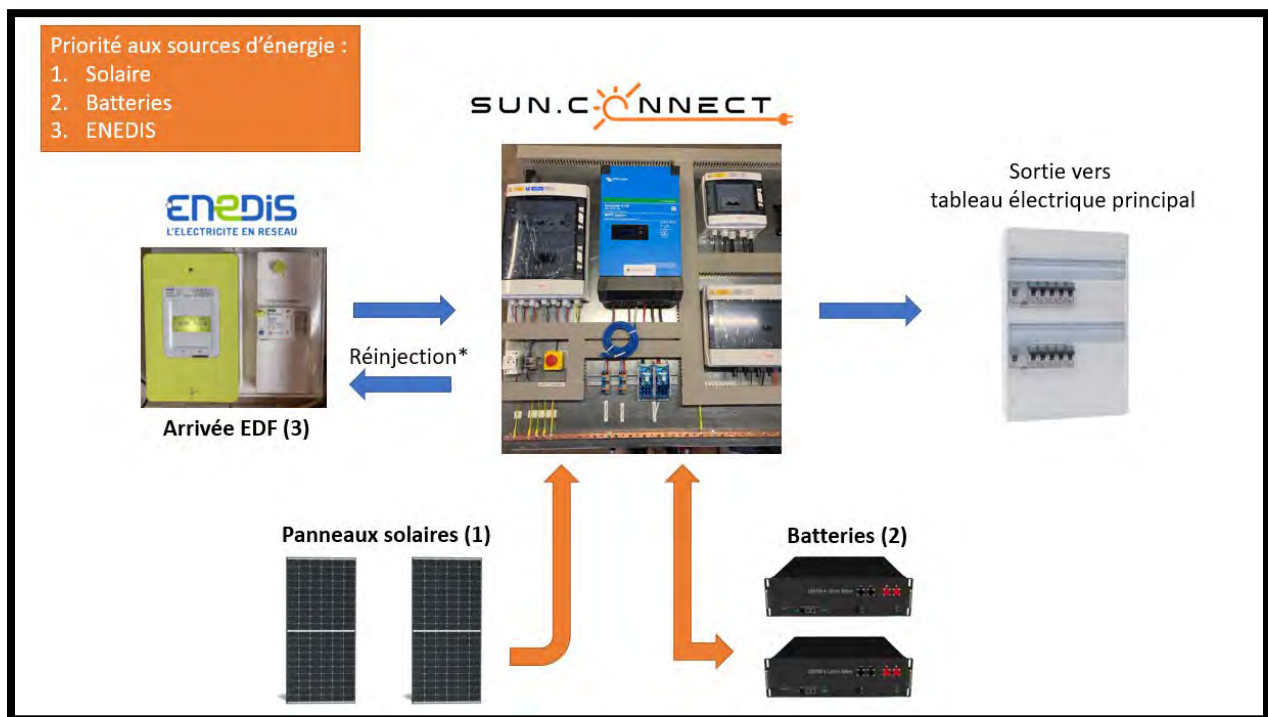 Priorité aux sources d'énergie :
1. Solaire
2. Batteries
3. ENEDIS
SUN.CONNECT
ENEDIS
L'ELECTRICITE EN RESEAU
Sortie vers
tableau électrique principal
Réinjection*
Arrivée EDF (3)
Panneaux solaires (1)
Batteries (2)